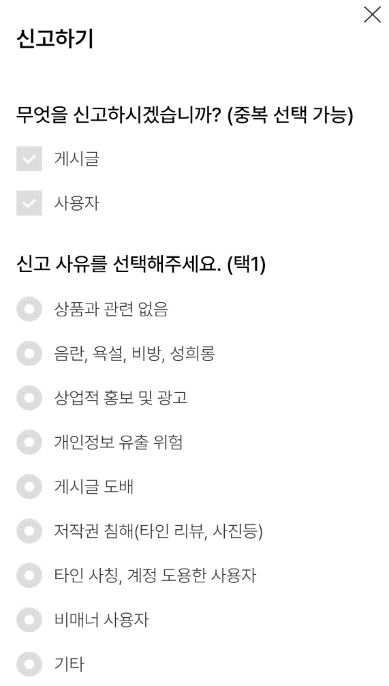 신고하기
무엇을 신고하시겠습니까? (중복 선택 가능)
게시글
사용자
신고 사유를 선택해주세요. (택1)
상품과 관련 없음
음란, 욕설, 비방, 성희롱
상업적 홍보 및 광고
개인정보 유출 위험
게시글 도배
저작권 침해(타인 리뷰, 사진등)
타인 사칭, 계정 도용한 사용자
비매너 사용자
기타